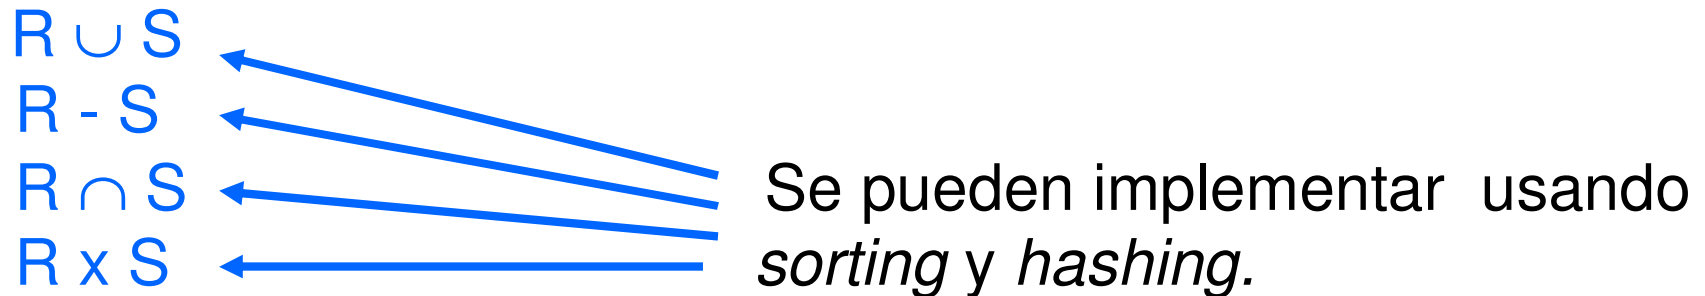 R ∪ S
R - S
R ∩ S
R x S
Se pueden implementar usando
sorting y hashing.